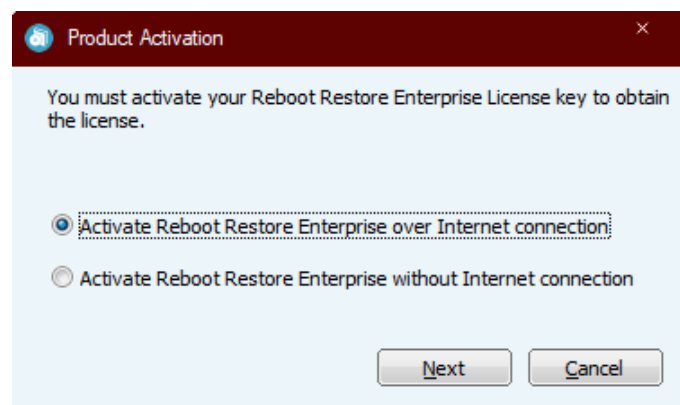 Product Activation
You must activate your Reboot Restore Enterprise License key to obtain
the license.
Activate Reboot Restore Enterprise over Internet connection
Activate Reboot Restore Enterprise without Internet connection
Next
Cancel